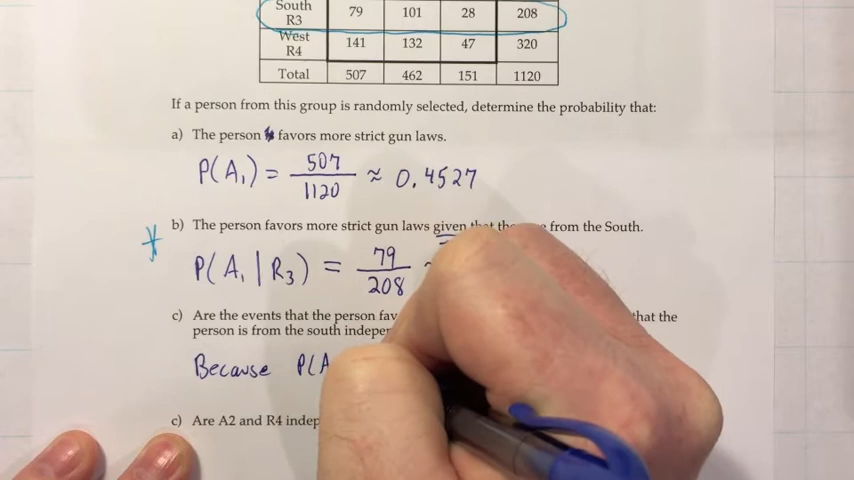 South 79 101 28 208
R3
West 141 132 47 320
R4
Total 507 462 151 1120
If a person from this group is randomly selected, determine the probability that:
a) The person favors more strict gun laws.
P(A₁) = 507/1120 ≈ 0.4527
b) The person favors more strict gun laws given that from the South.
P(A₁ | R₃) = 79/208
c) Are the events that the person that the
person is from the south
Because P(A
c) Are A2 and R4